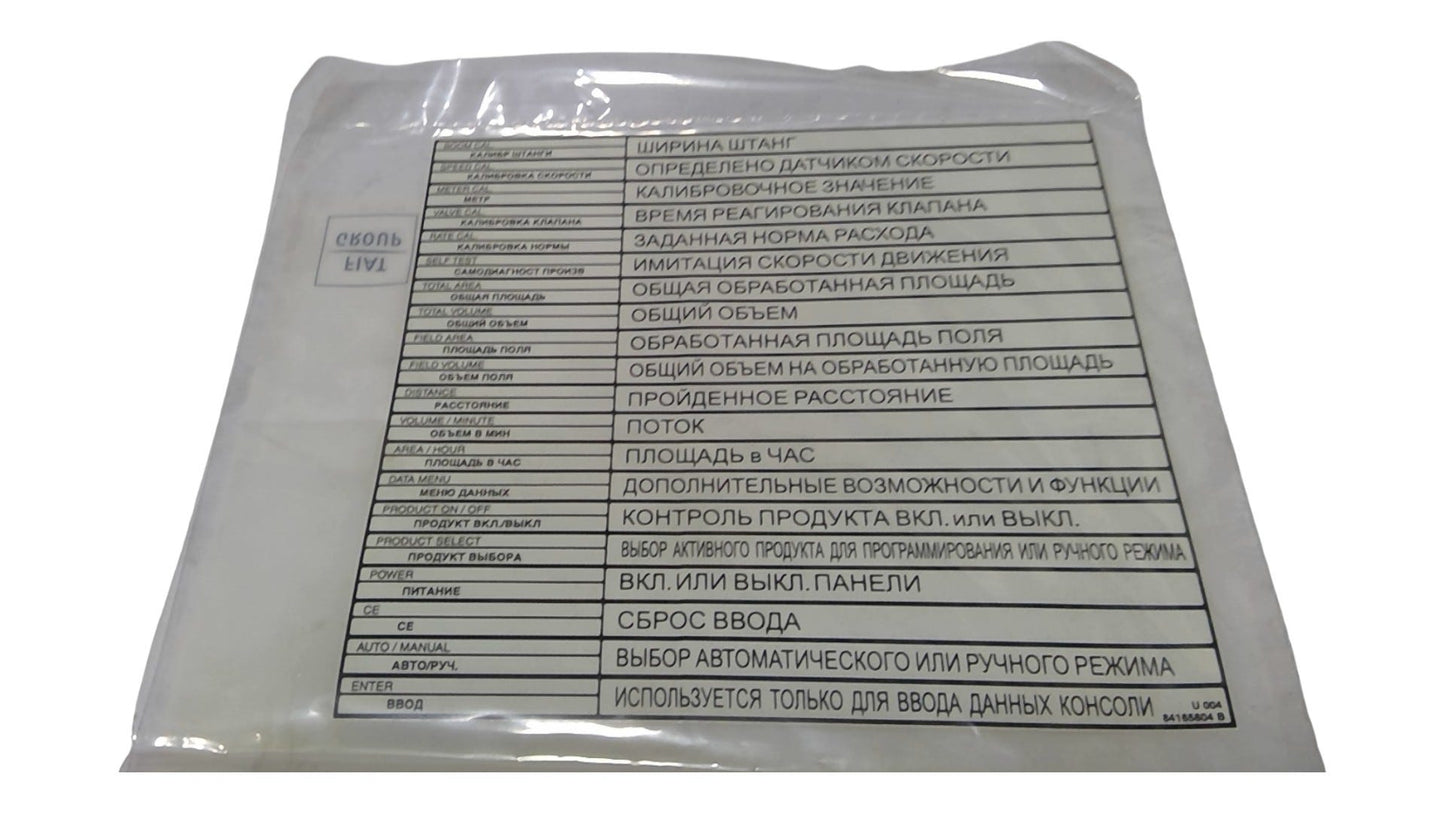 BOOM CAL
КАЛИБР ШТАНГИ
ШИРИНА ШТАНГ
SPEED CAL
КАЛИБРОВКА СКОРОСТИ
ОПРЕДЕЛЕНО ДАТЧИКОМ СКОРОСТИ
METER CAL
МЕТР
КАЛИБРОВОЧНОЕ ЗНАЧЕНИЕ
VALVE CAL
КАЛИБРОВКА КЛАПАНА
ВРЕМЯ РЕАГИРОВАНИЯ КЛАПАНА
RATE CAL
КАЛИБРОВКА НОРМЫ
ЗАДАННАЯ НОРМА РАСХОДА
SELF TEST
САМОДИАГНОСТ ПРОИЗВ
ИМИТАЦИЯ СКОРОСТИ ДВИЖЕНИЯ
TOTAL AREA
ОБЩАЯ ПЛОЩАДЬ
ОБЩАЯ ОБРАБОТАННАЯ ПЛОЩАДЬ
TOTAL VOLUME
ОБЩИЙ ОБЪЕМ
ОБЩИЙ ОБЪЕМ
FIELD AREA
ПЛОЩАДЬ ПОЛЯ
ОБРАБОТАННАЯ ПЛОЩАДЬ ПОЛЯ
FIELD VOLUME
ОБЪЕМ ПОЛЯ
ОБЩИЙ ОБЪЕМ НА ОБРАБОТАННУЮ ПЛОЩАДЬ
DISTANCE
РАССТОЯНИЕ
ПРОЙДЕННОЕ РАССТОЯНИЕ
VOLUME / MINUTE
ОБЪЕМ В МИН
ПОТОК
AREA / HOUR
ПЛОЩАДЬ В ЧАС
ПЛОЩАДЬ в ЧАС
DATA MENU
МЕНЮ ДАННЫХ
ДОПОЛНИТЕЛЬНЫЕ ВОЗМОЖНОСТИ И ФУНКЦИИ
PRODUCT ON / OFF
ПРОДУКТ ВКЛ./ВЫКЛ
КОНТРОЛЬ ПРОДУКТА ВКЛ. или ВЫКЛ.
PRODUCT SELECT
ПРОДУКТ ВЫБОРА
ВЫБОР АКТИВНОГО ПРОДУКТА ДЛЯ ПРОГРАММИРОВАНИЯ ИЛИ РУЧНОГО РЕЖИМА
POWER
ПИТАНИЕ
ВКЛ. ИЛИ ВЫКЛ. ПАНЕЛИ
CE
CE
СБРОС ВВОДА
AUTO / MANUAL
АВТО/РУЧ.
ВЫБОР АВТОМАТИЧЕСКОГО ИЛИ РУЧНОГО РЕЖИМА
ENTER
ВВОД
ИСПОЛЬЗУЕТСЯ ТОЛЬКО ДЛЯ ВВОДА ДАННЫХ КОНСОЛИ
U 004
84165804 B
FIAT
GROUP